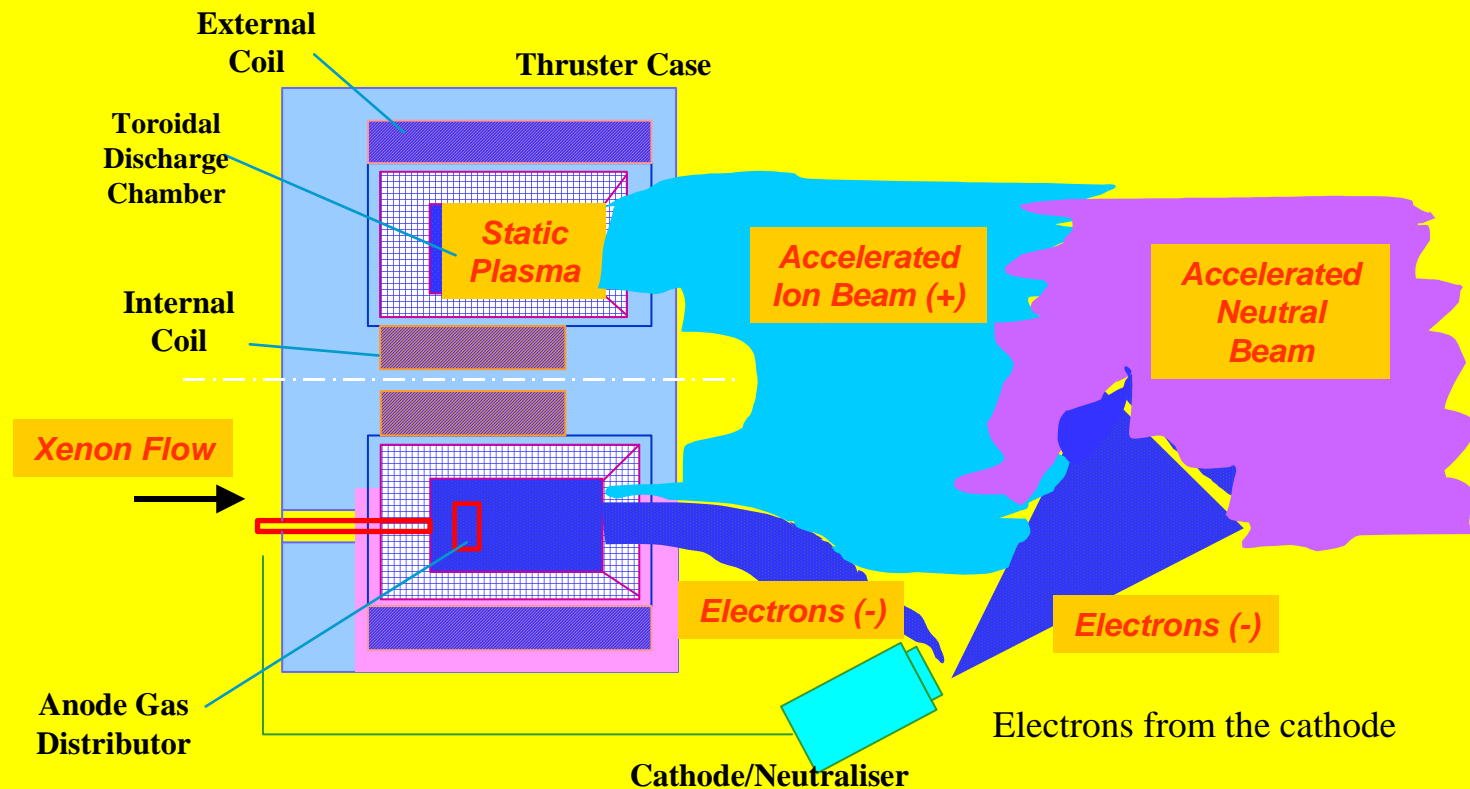 External
Coil
Thruster Case
Toroidal
Discharge
Chamber
Static
Plasma
Accelerated
Ion Beam (+)
Accelerated
Neutral
Beam
Internal
Coil
Xenon Flow
Electrons (-)
Electrons (-)
Anode Gas
Distributor
Electrons from the cathode
Cathode/Neutraliser